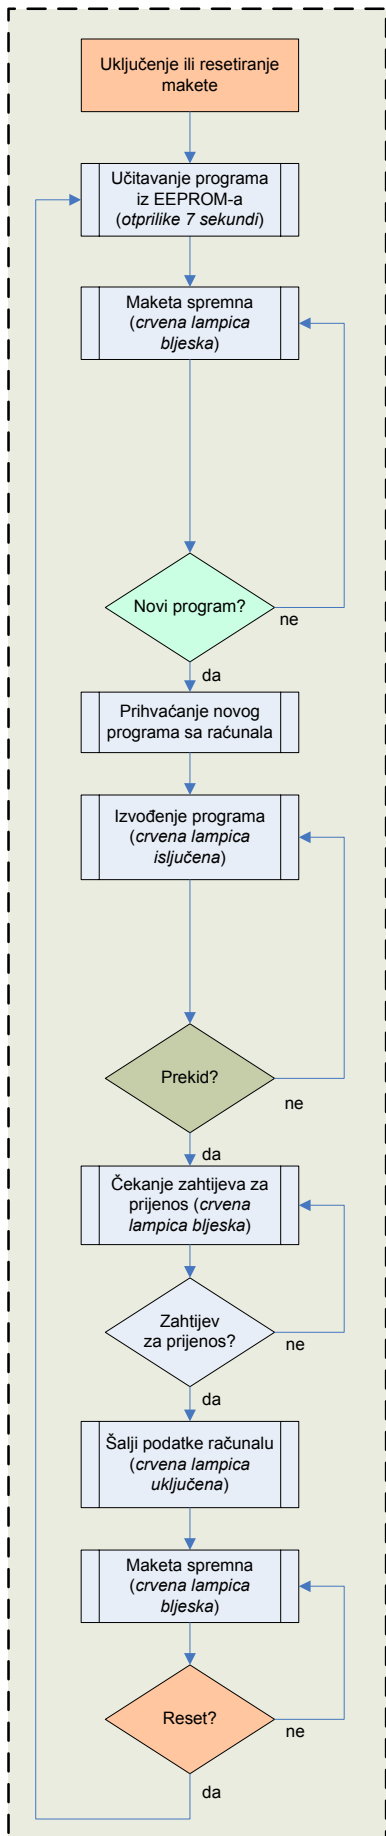 Uključenje ili resetiranje
makete
Učitavanje programa
iz EEPROM-a
(otprilike 7 sekundi)
Maketa spremna
(crvena lampica
bljeska)
Novi program?
ne
da
Prihvaćanje novog
programa sa raćunala
Izvođenje programa
(crvena lampica
isljučena)
Prekid?
ne
da
Čekanje zahtijeva za
prijenos (crvena
lampica bljeska)
Zahtijev
za prijenos?
ne
da
Šalji podatke računalu
(crvena lampica
uključena)
Maketa spremna
(crvena lampica
bljeska)
Reset?
ne
da